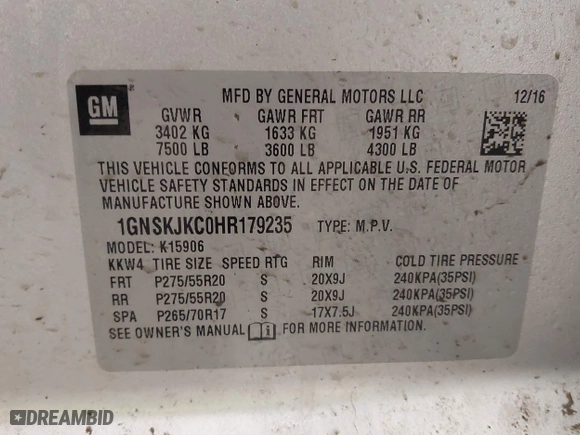 GM
®
MFD BY GENERAL MOTORS LLC
12/16
GVWR GAWR FRT GAWR RR
3402 KG 1633 KG 1951 KG
7500 LB 3600 LB 4300 LB
THIS VEHICLE CONFORMS TO ALL APPLICABLE U.S. FEDERAL MOTOR
VEHICLE SAFETY STANDARDS IN EFFECT ON THE DATE OF
MANUFACTURE SHOWN ABOVE.
1GNSKJKC0HR179235 TYPE: M.P.V.
MODEL: K15906
KKW4 TIRE SIZE SPEED RTG RIM COLD TIRE PRESSURE
FRT P275/55R20 S 20X9J 240KPA(35PSI)
RR P275/55R20 S 20X9J 240KPA(35PSI)
SPA P265/70R17 S 17X7.5J 240KPA(35PSI)
SEE OWNER'S MANUAL FOR MORE INFORMATION.
DREAMBID